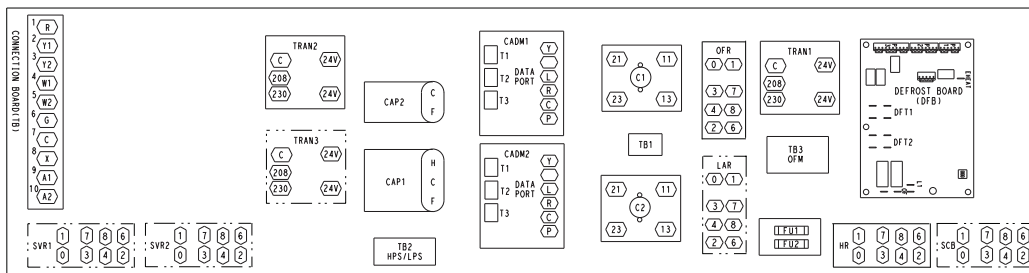 CONNECTION BOARD(TB)
1 R
2 Y1
3 Y2
4 W1
5 W2
6 G
7 C
8 X
9 A1
10 A2
TRAN2
C 24V
208
230 24V
TRAN3
C 24V
208
230 24V
CAP2
C
F
CAP1
H
C
F
TB2
HPS/LPS
CADM1
T1
T2
T3
DATA
PORT
Y
L
R
C
P
CADM2
T1
T2
T3
DATA
PORT
Y
L
R
C
P
21 11
C1
23 13
TB1
21 11
C2
23 13
OFR
0 1
3 7
4 8
2 6
LAR
0 1
3 7
4 8
2 6
TRAN1
C 24V
208
230 24V
TB3
OFM
FU1
FU2
EHEAT
DEFROST BOARD
(DFB)
DFT1
DFT2
SVR1
1 7 8 6
0 3 4 2
SVR2
1 7 8 6
0 3 4 2
HR
1 7 8 6
0 3 4 2
SCB
1 7 8 6
0 3 4 2